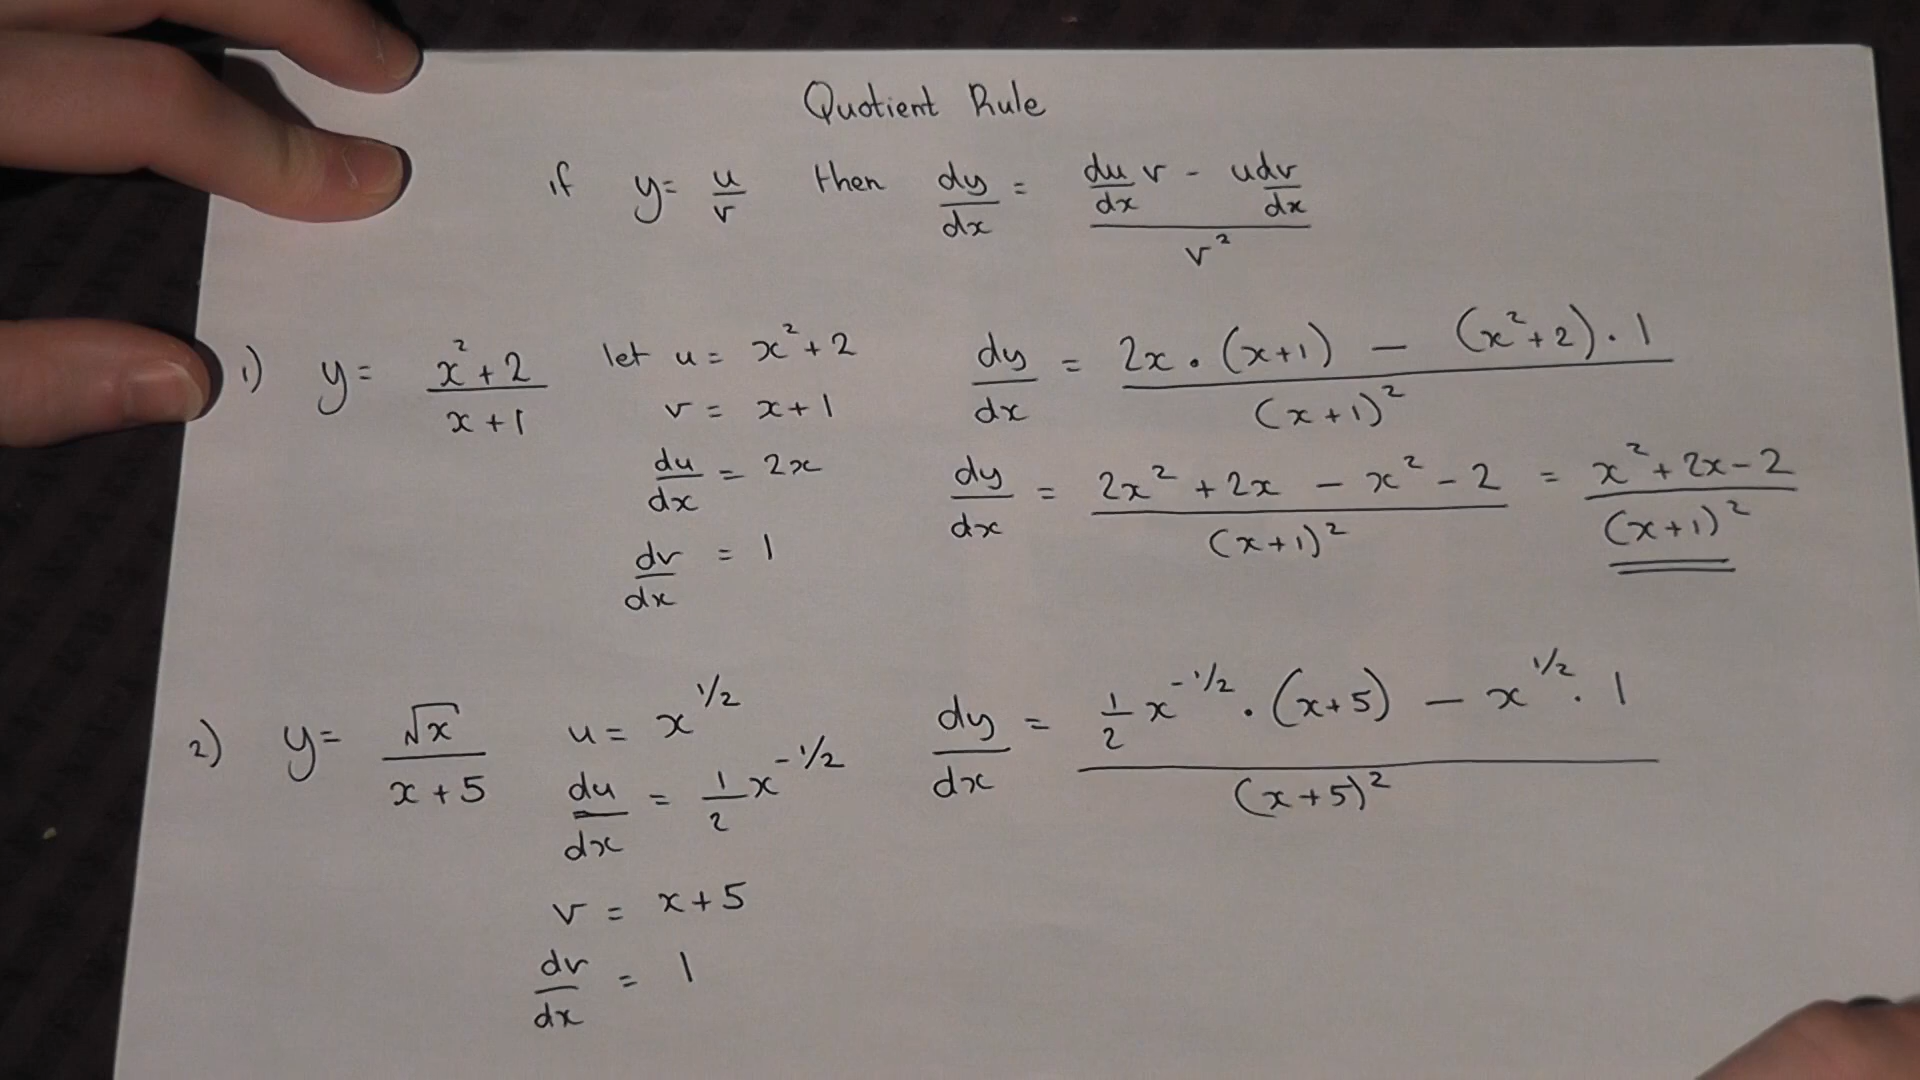 Quotient Rule
if y = u/v then dy/dx = (du/dx v - u dv/dx)/v²
1) y = (x²+2)/(x+1) let u = x²+2 dy/dx = (2x . (x+1) - (x²+2) . 1)/(x+1)²
v = x+1
du/dx = 2x dy/dx = (2x² + 2x - x² - 2)/(x+1)² = (x²+2x-2)/(x+1)²
dv/dx = 1
2) y = √x/(x+5) u = x^(1/2) dy/dx = (1/2 x^(-1/2) . (x+5) - x^(1/2) . 1)/(x+5)²
du/dx = 1/2 x^(-1/2)
v = x+5
dv/dx = 1